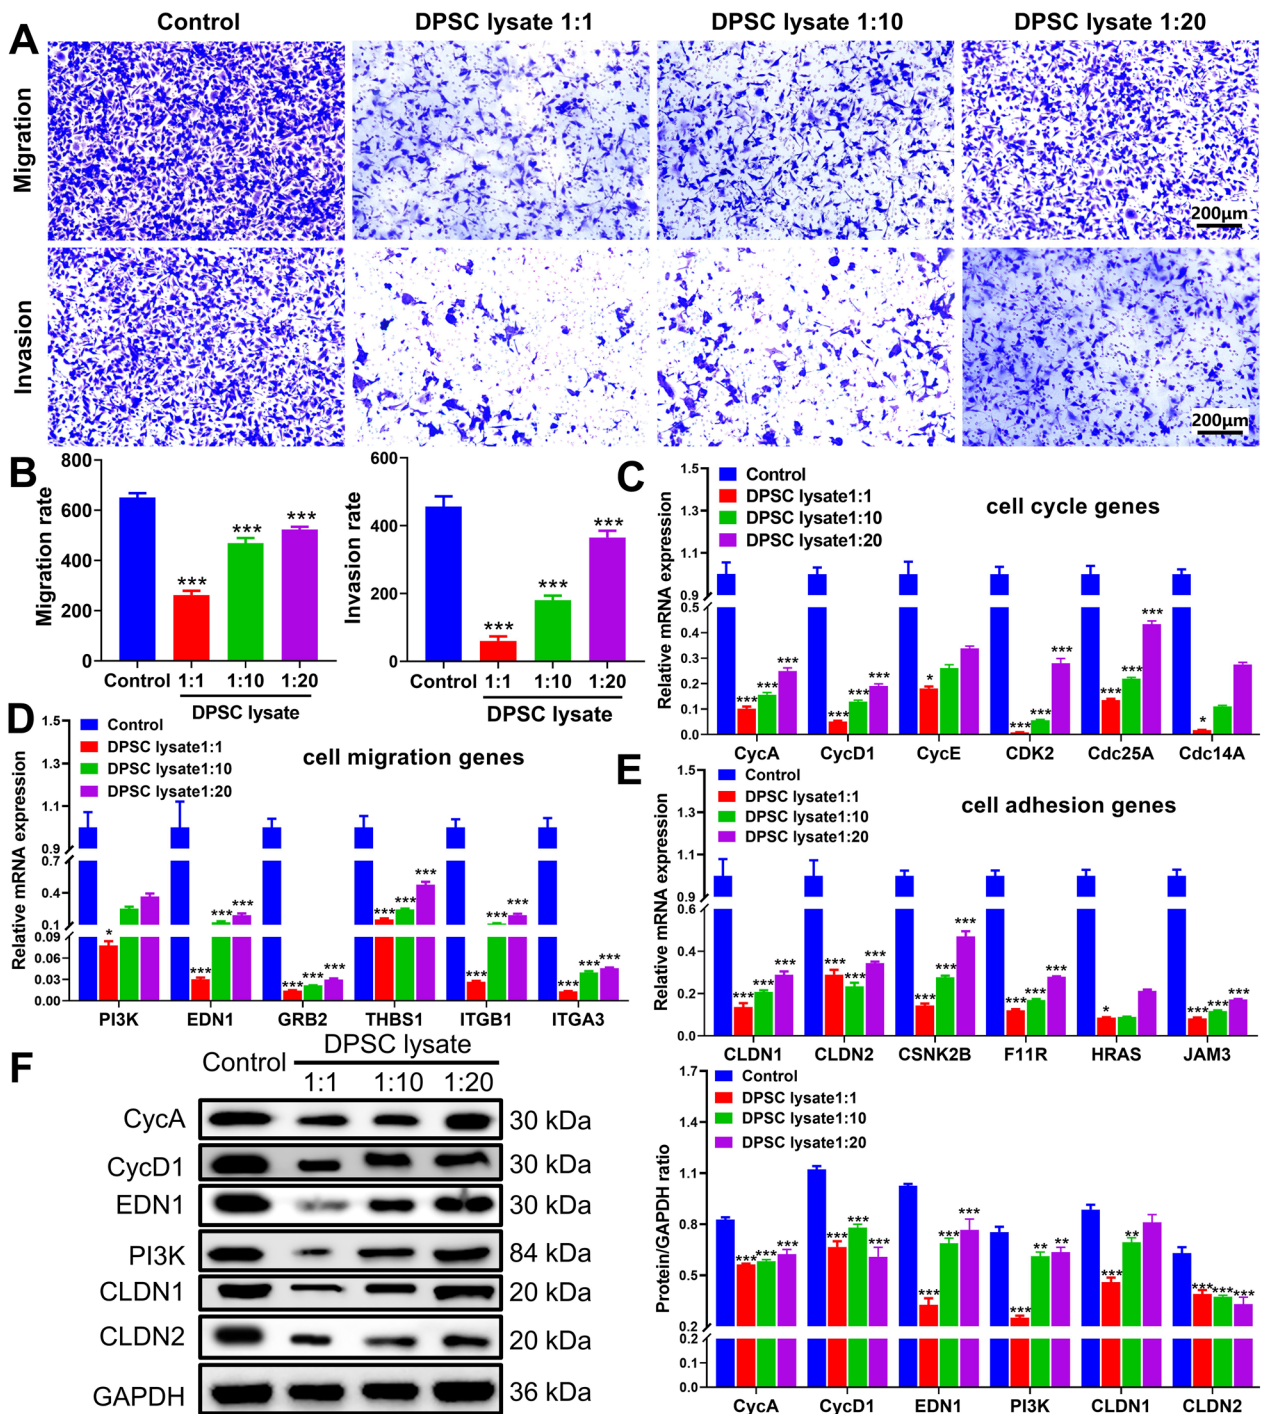 A
Control
DPSC lysate 1:1
DPSC lysate 1:10
DPSC lysate 1:20
Migration
200μm
Invasion
200μm
B
Migration rate
800
600
400
200
0
***
***
***
Control
1:1
1:10
1:20
DPSC lysate
Invasion rate
600
400
200
0
***
***
***
Control
1:1
1:10
1:20
DPSC lysate
C
Relative mRNA expression
1.5
1.3
1.1
0.9
0.5
0.4
0.3
0.2
0.1
0.0
Control
DPSC lysate1:1
DPSC lysate1:10
DPSC lysate1:20
cell cycle genes
*** *** ***
*** *** ***
*
*** *** ***
*** *** ***
*
CycA
CycD1
CycE
CDK2
Cdc25A
Cdc14A
D
Relative mRNA expression
1.5
1.3
1.1
0.9
0.7
0.4
0.1
0.09
0.06
0.03
0.00
Control
DPSC lysate1:1
DPSC lysate1:10
DPSC lysate1:20
cell migration genes
*
*** *** ***
*** *** ***
*** *** ***
*** *** ***
*** *** ***
PI3K
EDN1
GRB2
THBS1
ITGB1
ITGA3
E
Relative mRNA expression
1.5
1.3
1.1
0.9
0.6
0.4
0.2
0.0
Control
DPSC lysate1:1
DPSC lysate1:10
DPSC lysate1:20
cell adhesion genes
*** *** ***
*** *** ***
*** *** ***
*** *** ***
*
*** *** ***
CLDN1
CLDN2
CSNK2B
F11R
HRAS
JAM3
F
Control
DPSC lysate
1:1
1:10
1:20
CycA
30 kDa
CycD1
30 kDa
EDN1
30 kDa
PI3K
84 kDa
CLDN1
20 kDa
CLDN2
20 kDa
GAPDH
36 kDa
Protein/GAPDH ratio
1.7
1.4
1.1
0.8
0.5
0.2
0.2
0.1
0.0
Control
DPSC lysate1:1
DPSC lysate1:10
DPSC lysate1:20
*** *** ***
*** *** ***
*** *** ***
*** ** **
*** **
*** *** ***
CycA
CycD1
EDN1
PI3K
CLDN1
CLDN2